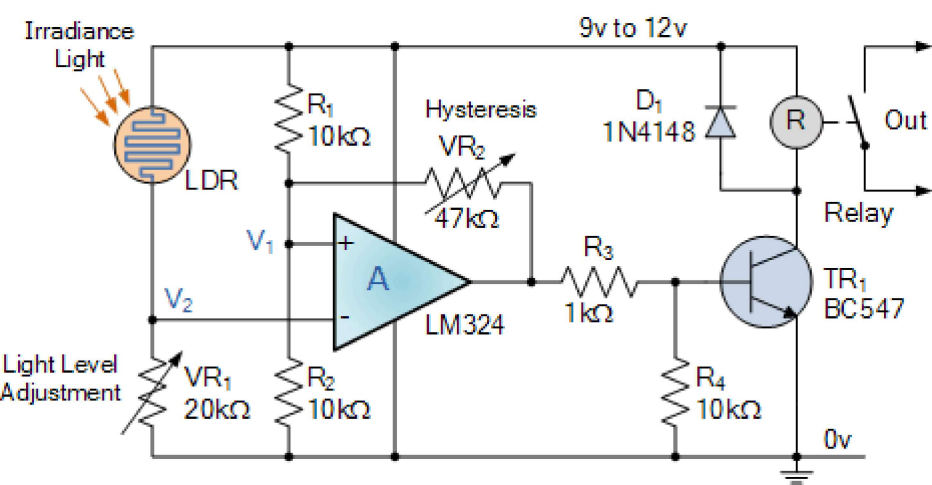 Irradiance
Light
9v to 12v
R₁
10kΩ
Hysteresis
VR₂
47kΩ
D₁
1N4148
R
Out
LDR
Relay
V₁
+
A
-
LM324
R₃
1kΩ
TR₁
BC547
V₂
Light Level
Adjustment
VR₁
20kΩ
R₂
10kΩ
R₄
10kΩ
0v